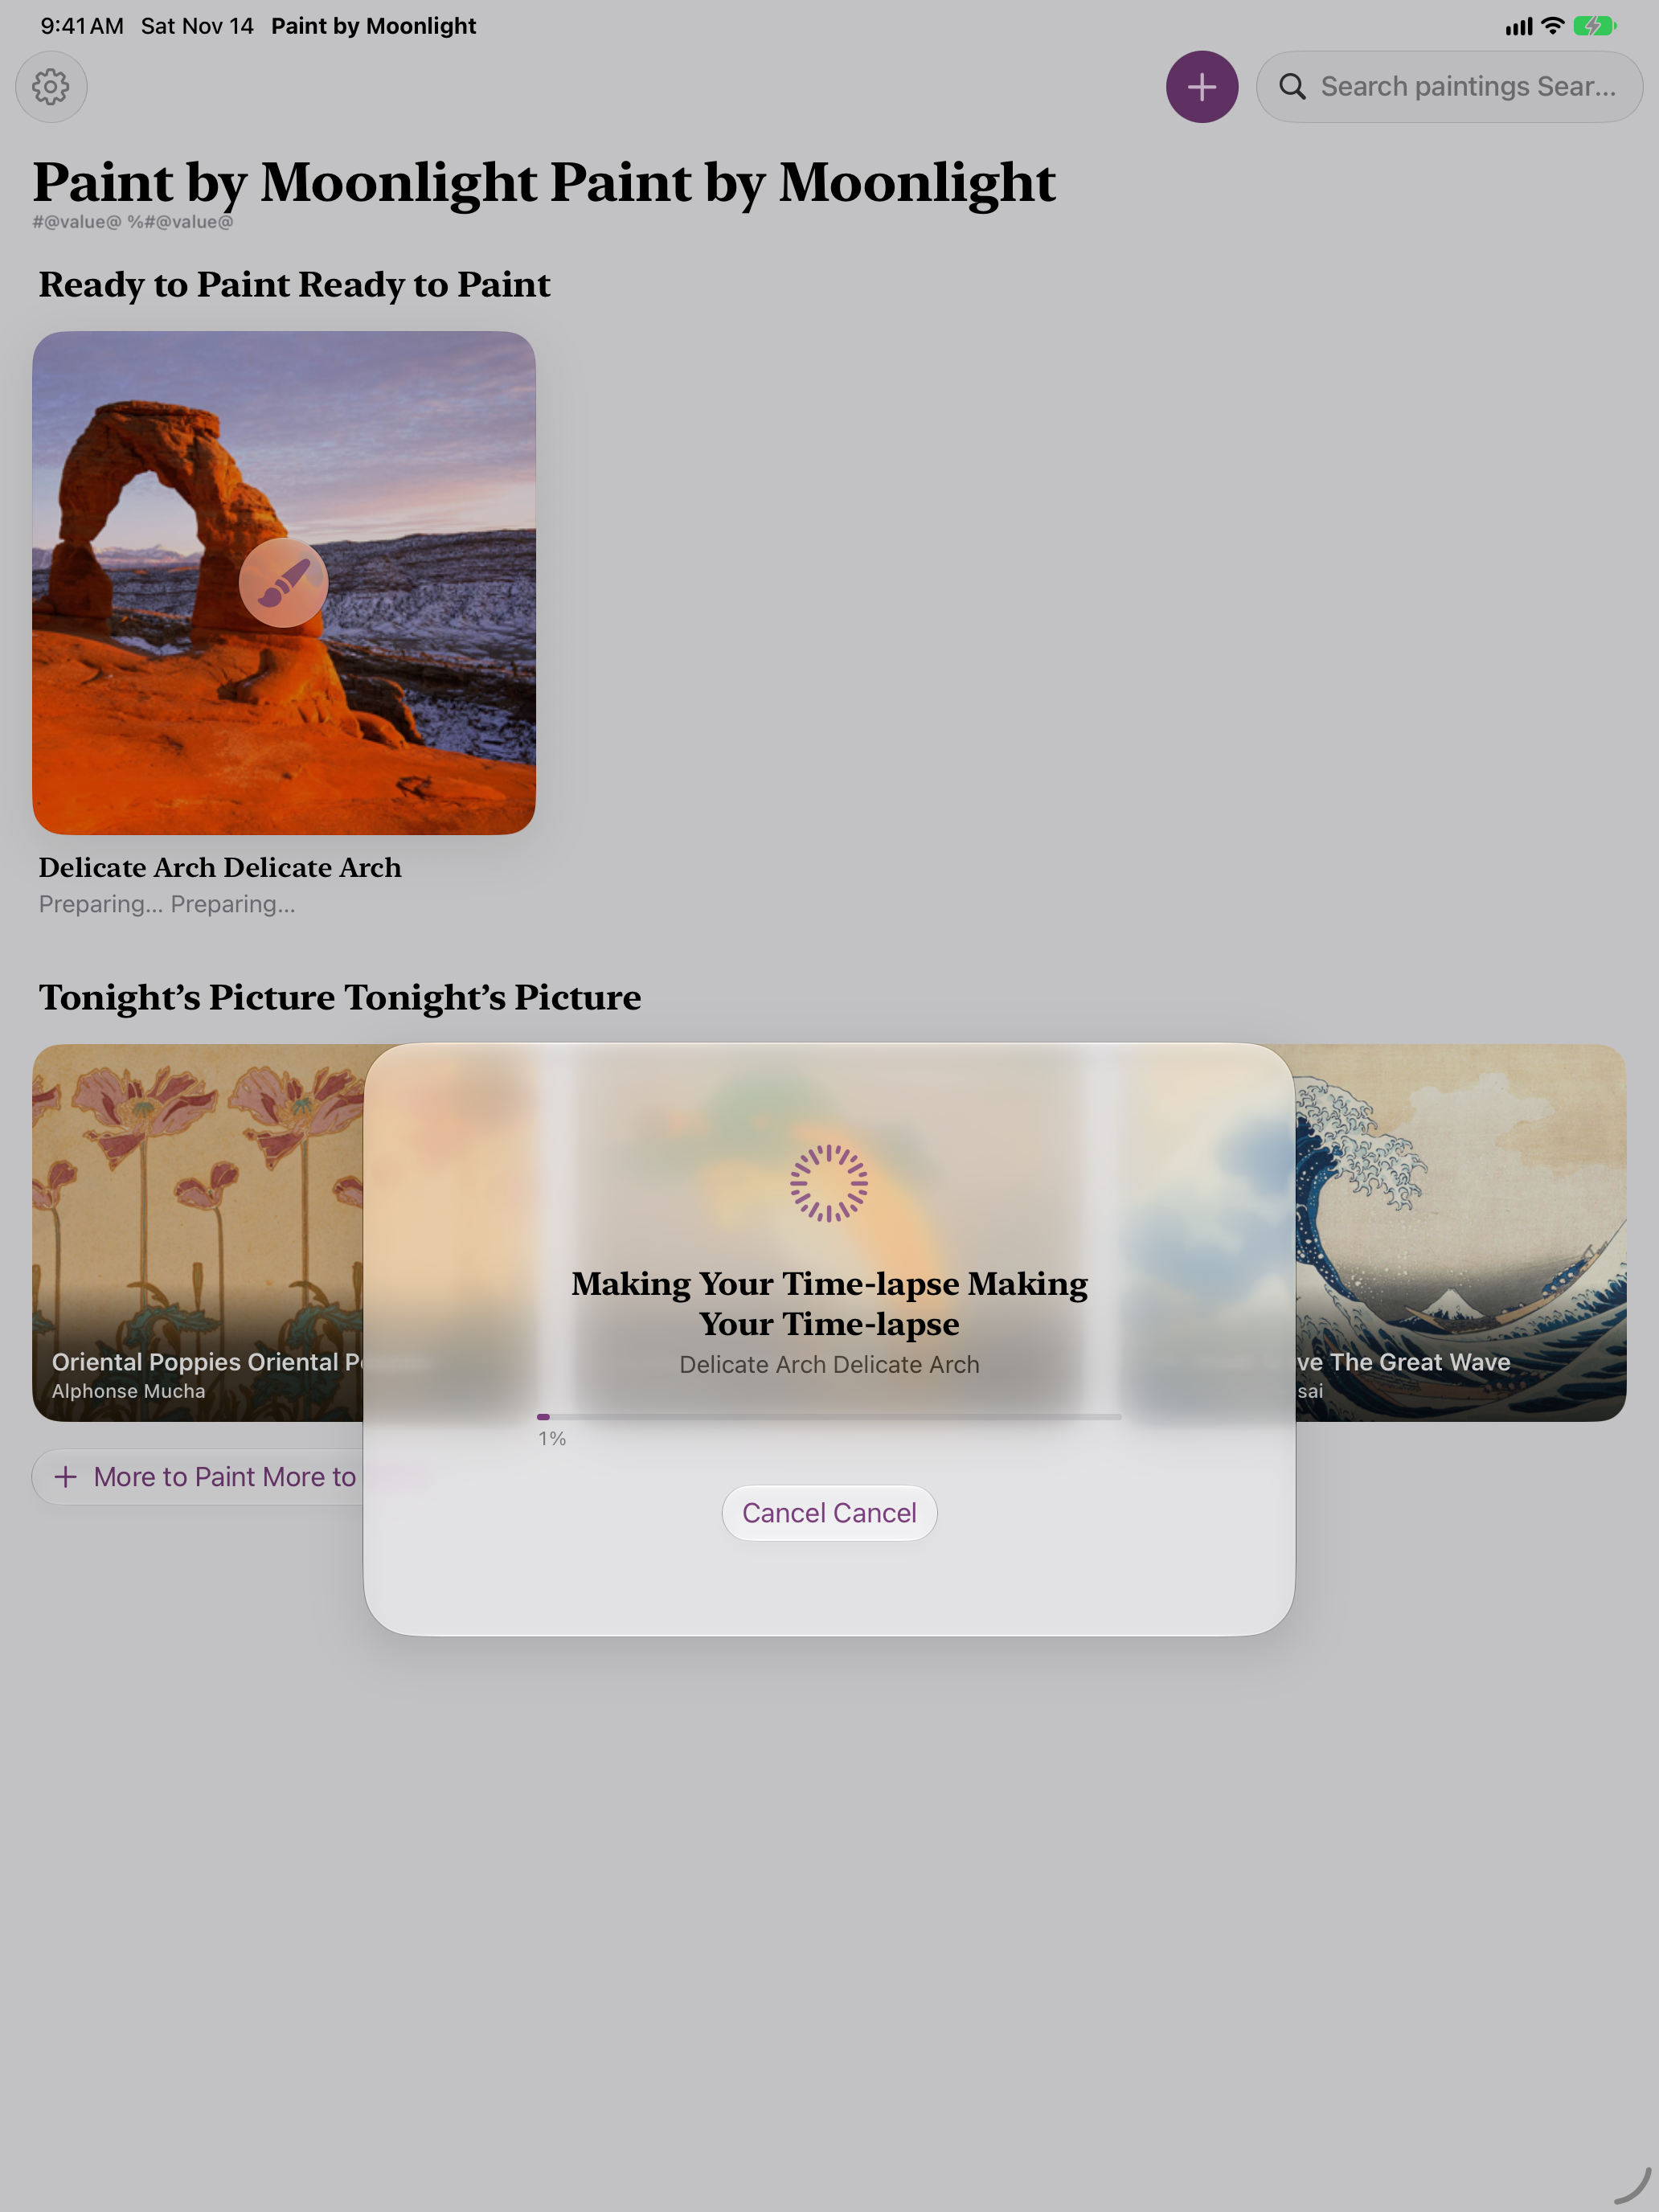 9:41 AM Sat Nov 14 Paint by Moonlight
Search paintings Sear...
Paint by Moonlight Paint by Moonlight
#@value@ %#@value@
Ready to Paint Ready to Paint
Delicate Arch Delicate Arch
Preparing... Preparing...
Tonight’s Picture Tonight’s Picture
Oriental Poppies Oriental
Alphonse Mucha
The Great Wave
Making Your Time-lapse Making
Your Time-lapse
Delicate Arch Delicate Arch
1%
More to Paint More to
Cancel Cancel